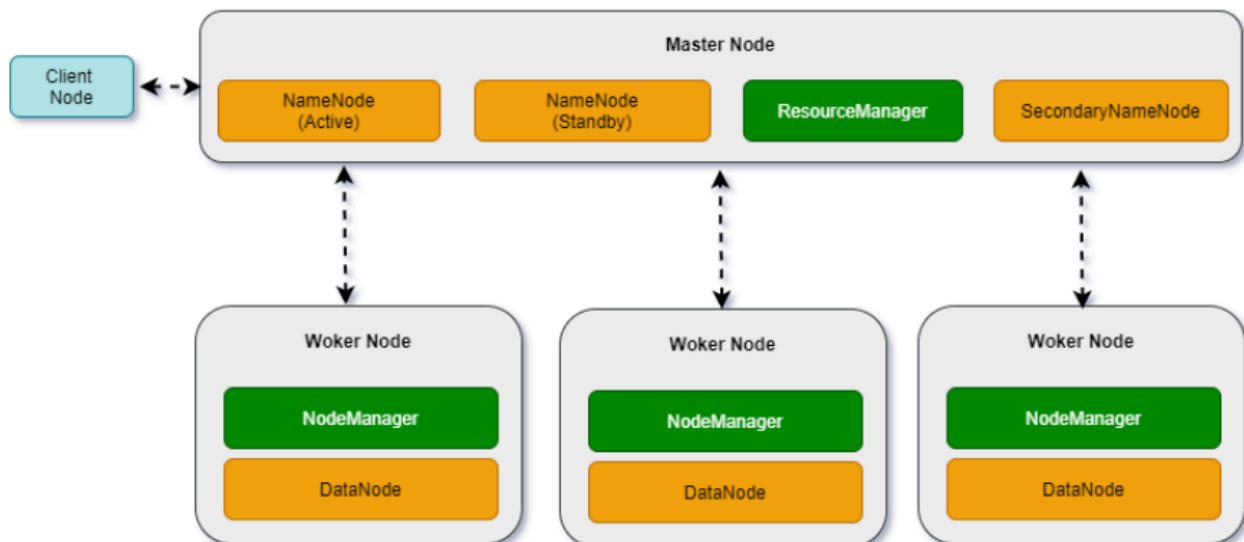 Master Node
Client
Node
NameNode
(Active)
NameNode
(Standby)
ResourceManager
SecondaryNameNode
Woker Node
NodeManager
DataNode
Woker Node
NodeManager
DataNode
Woker Node
NodeManager
DataNode